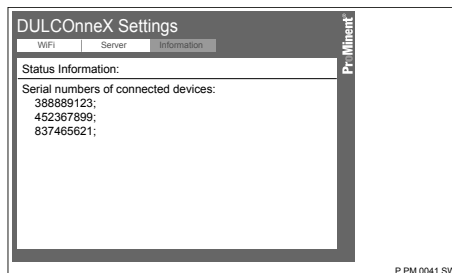 DULCOnneX Settings
WiFi Server Information
ProMinent®
Status Information:
Serial numbers of connected devices:
388889123;
452367899;
837465621;
P_PM_0041_SW